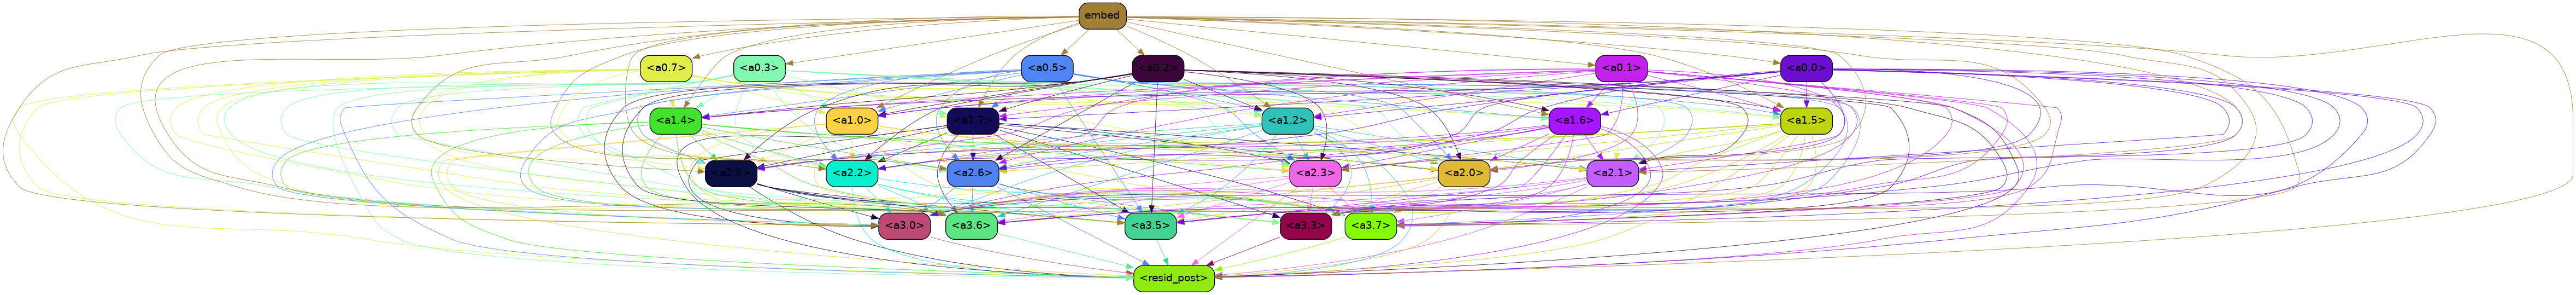 embed
<a0.7> <a0.3> <a0.5> <a0.2> <a0.1> <a0.0>
<a1.4> <a1.0> <a1.7> <a1.2> <a1.6> <a1.5>
<a2.5> <a2.2> <a2.6> <a2.3> <a2.0> <a2.1>
<a3.0> <a3.6> <a3.5> <a3.3> <a3.7>
<resid_post>